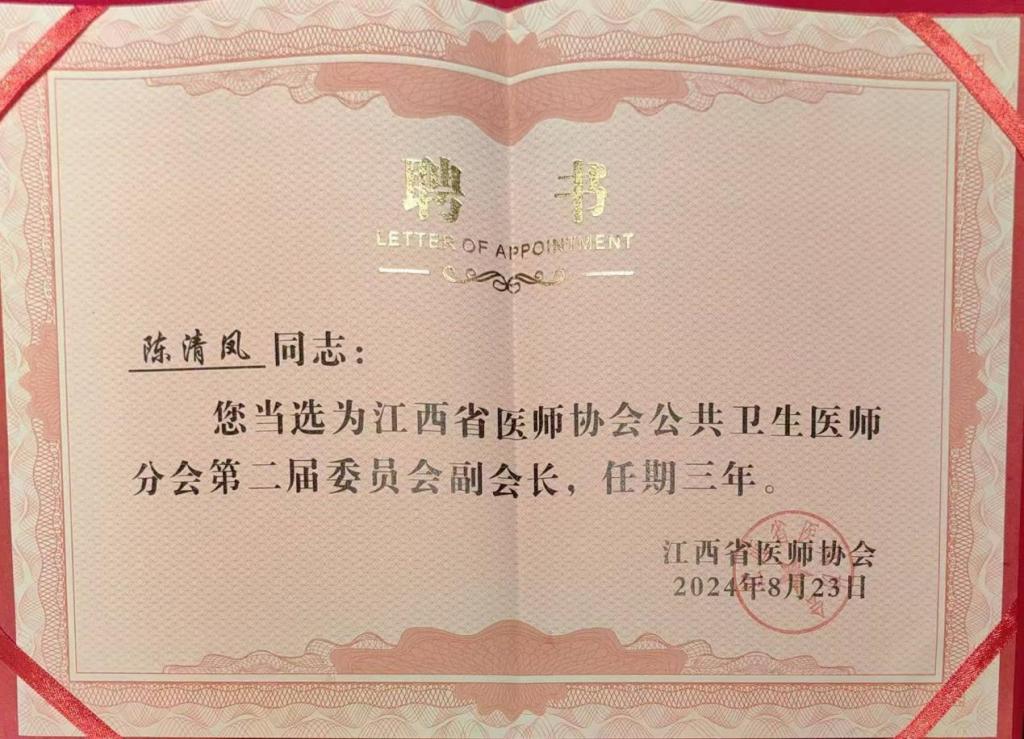 聘 书
LETTER OF APPOINTMENT
陈清凤 同志：
您当选为江西省医师协会公共卫生医师
分会第二届委员会副会长，任期三年。
江西省医师协会
2024年8月23日